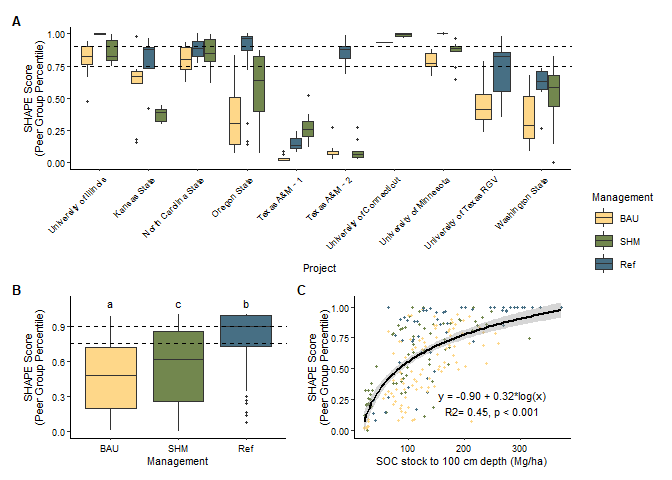 A
SHAPE Score
(Peer Group Percentile)
1.00
0.75
0.50
0.25
0.00
University of Illinois
Kansas State
North Carolina State
Oregon State
Texas A&M - 1
Texas A&M - 2
University of Connecticut
University of Minnesota
University of Texas RGV
Washington State
Project
Management
BAU
SHM
Ref
B
SHAPE Score
(Peer Group Percentile)
0.9
0.6
0.3
0.0
a
c
b
BAU
SHM
Ref
Management
C
SHAPE Score
(Peer Group Percentile)
1.00
0.75
0.50
0.25
0.00
y = -0.90 + 0.32*log(x)
R2= 0.45, p < 0.001
100
200
300
SOC stock to 100 cm depth (Mg/ha)